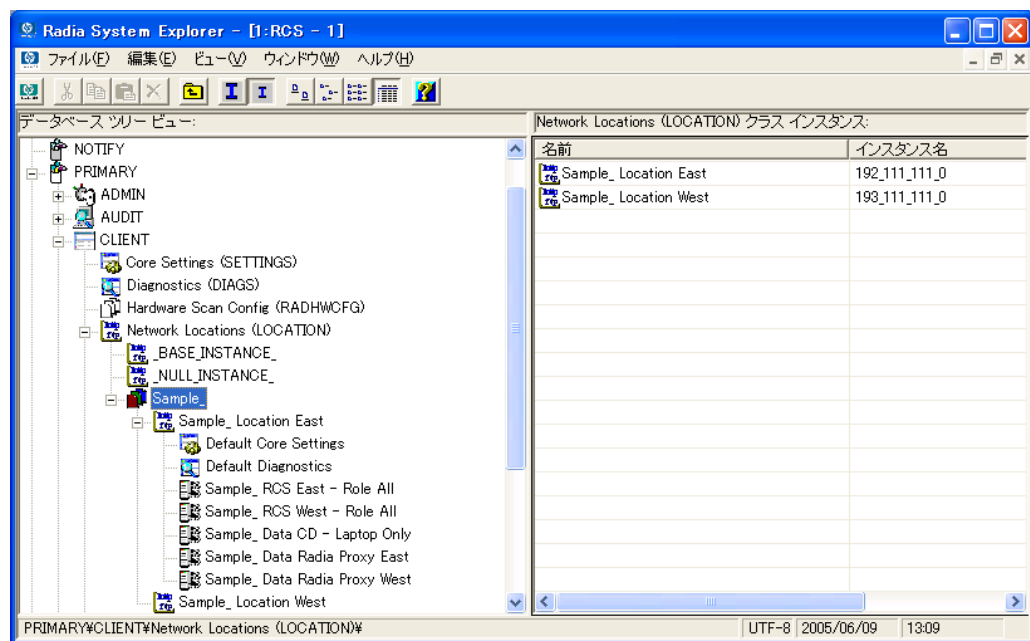 Radia System Explorer - [1:RCS - 1]
ファイル(F) 編集(E) ビュー(V) ウィンドウ(W) ヘルプ(H)
データベース ツリー ビュー:
NOTIFY
PRIMARY
ADMIN
AUDIT
CLIENT
Core Settings (SETTINGS)
Diagnostics (DIAGS)
Hardware Scan Config (RADHWCFG)
Network Locations (LOCATION)
_BASE_INSTANCE_
_NULL_INSTANCE_
Sample_
Sample_ Location East
Default Core Settings
Default Diagnostics
Sample_ RCS East - Role All
Sample_ RCS West - Role All
Sample_ Data CD - Laptop Only
Sample_ Data Radia Proxy East
Sample_ Data Radia Proxy West
Sample_ Location West
Network Locations (LOCATION) クラス インスタンス:
名前 インスタンス名
Sample_ Location East 192_111_111_0
Sample_ Location West 193_111_111_0
PRIMARY¥CLIENT¥Network Locations (LOCATION)¥ UTF-8 2005/06/09 13:09